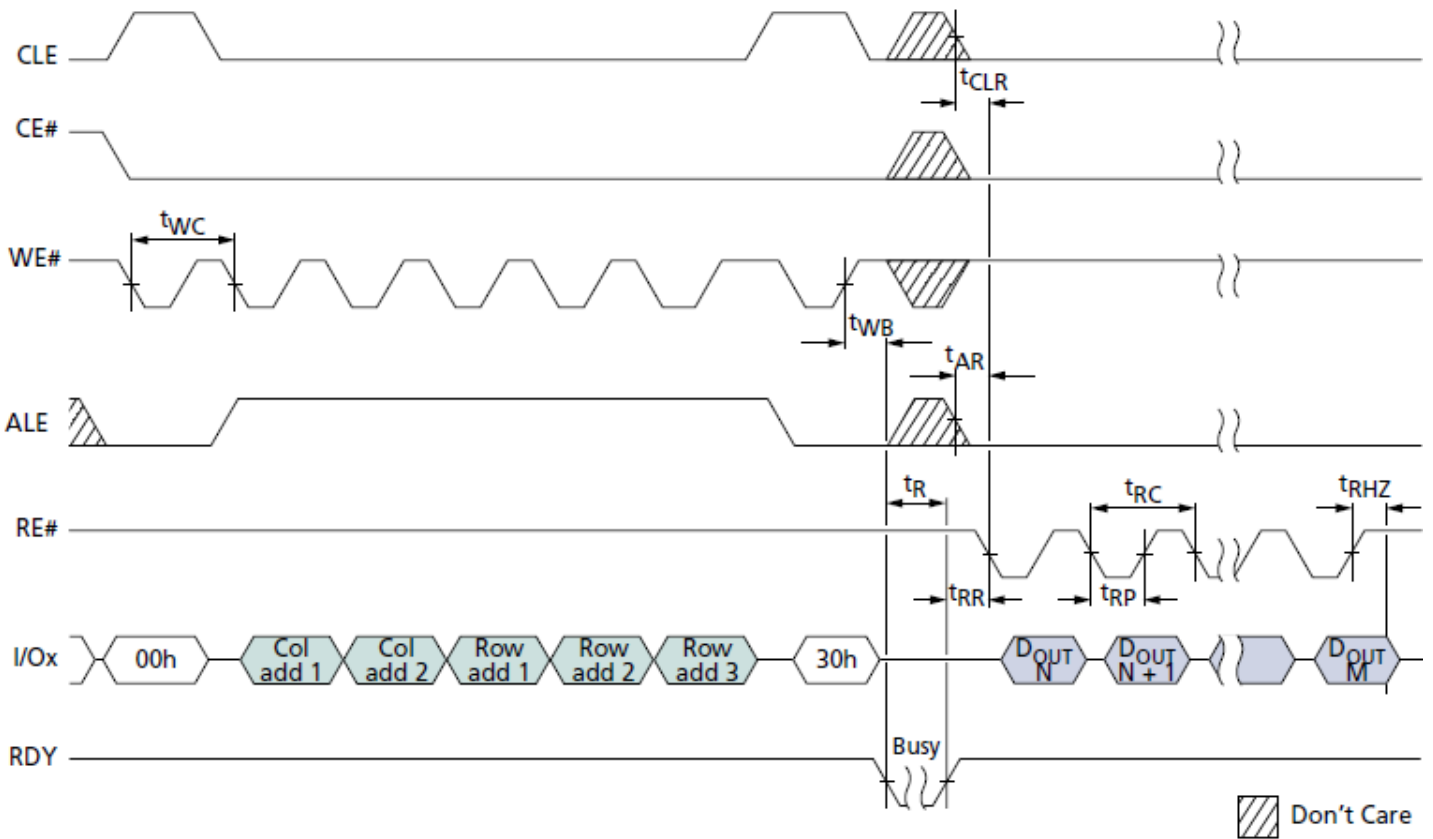 CLE
tCLR
CE#
tWC
WE#
tWB
tAR
ALE
tR
tRC
tRHZ
RE#
tRR
tRP
I/Ox
00h
Col
add 1
Col
add 2
Row
add 1
Row
add 2
Row
add 3
30h
DOUT
N
DOUT
N + 1
DOUT
M
RDY
Busy
Don't Care